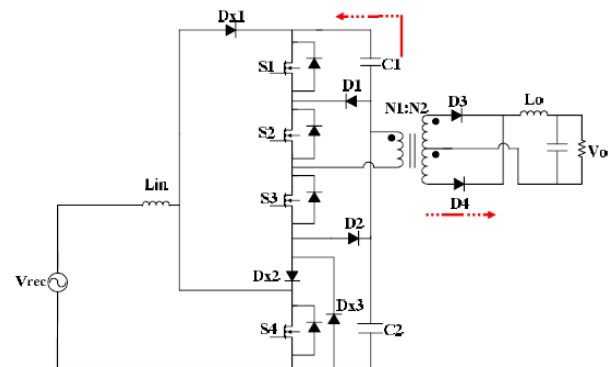 Dx1
S1
C1
D1
N1:N2
D3
Lo
S2
Vo
Lin
S3
D4
D2
Vrec
Dx2
Dx3
S4
C2